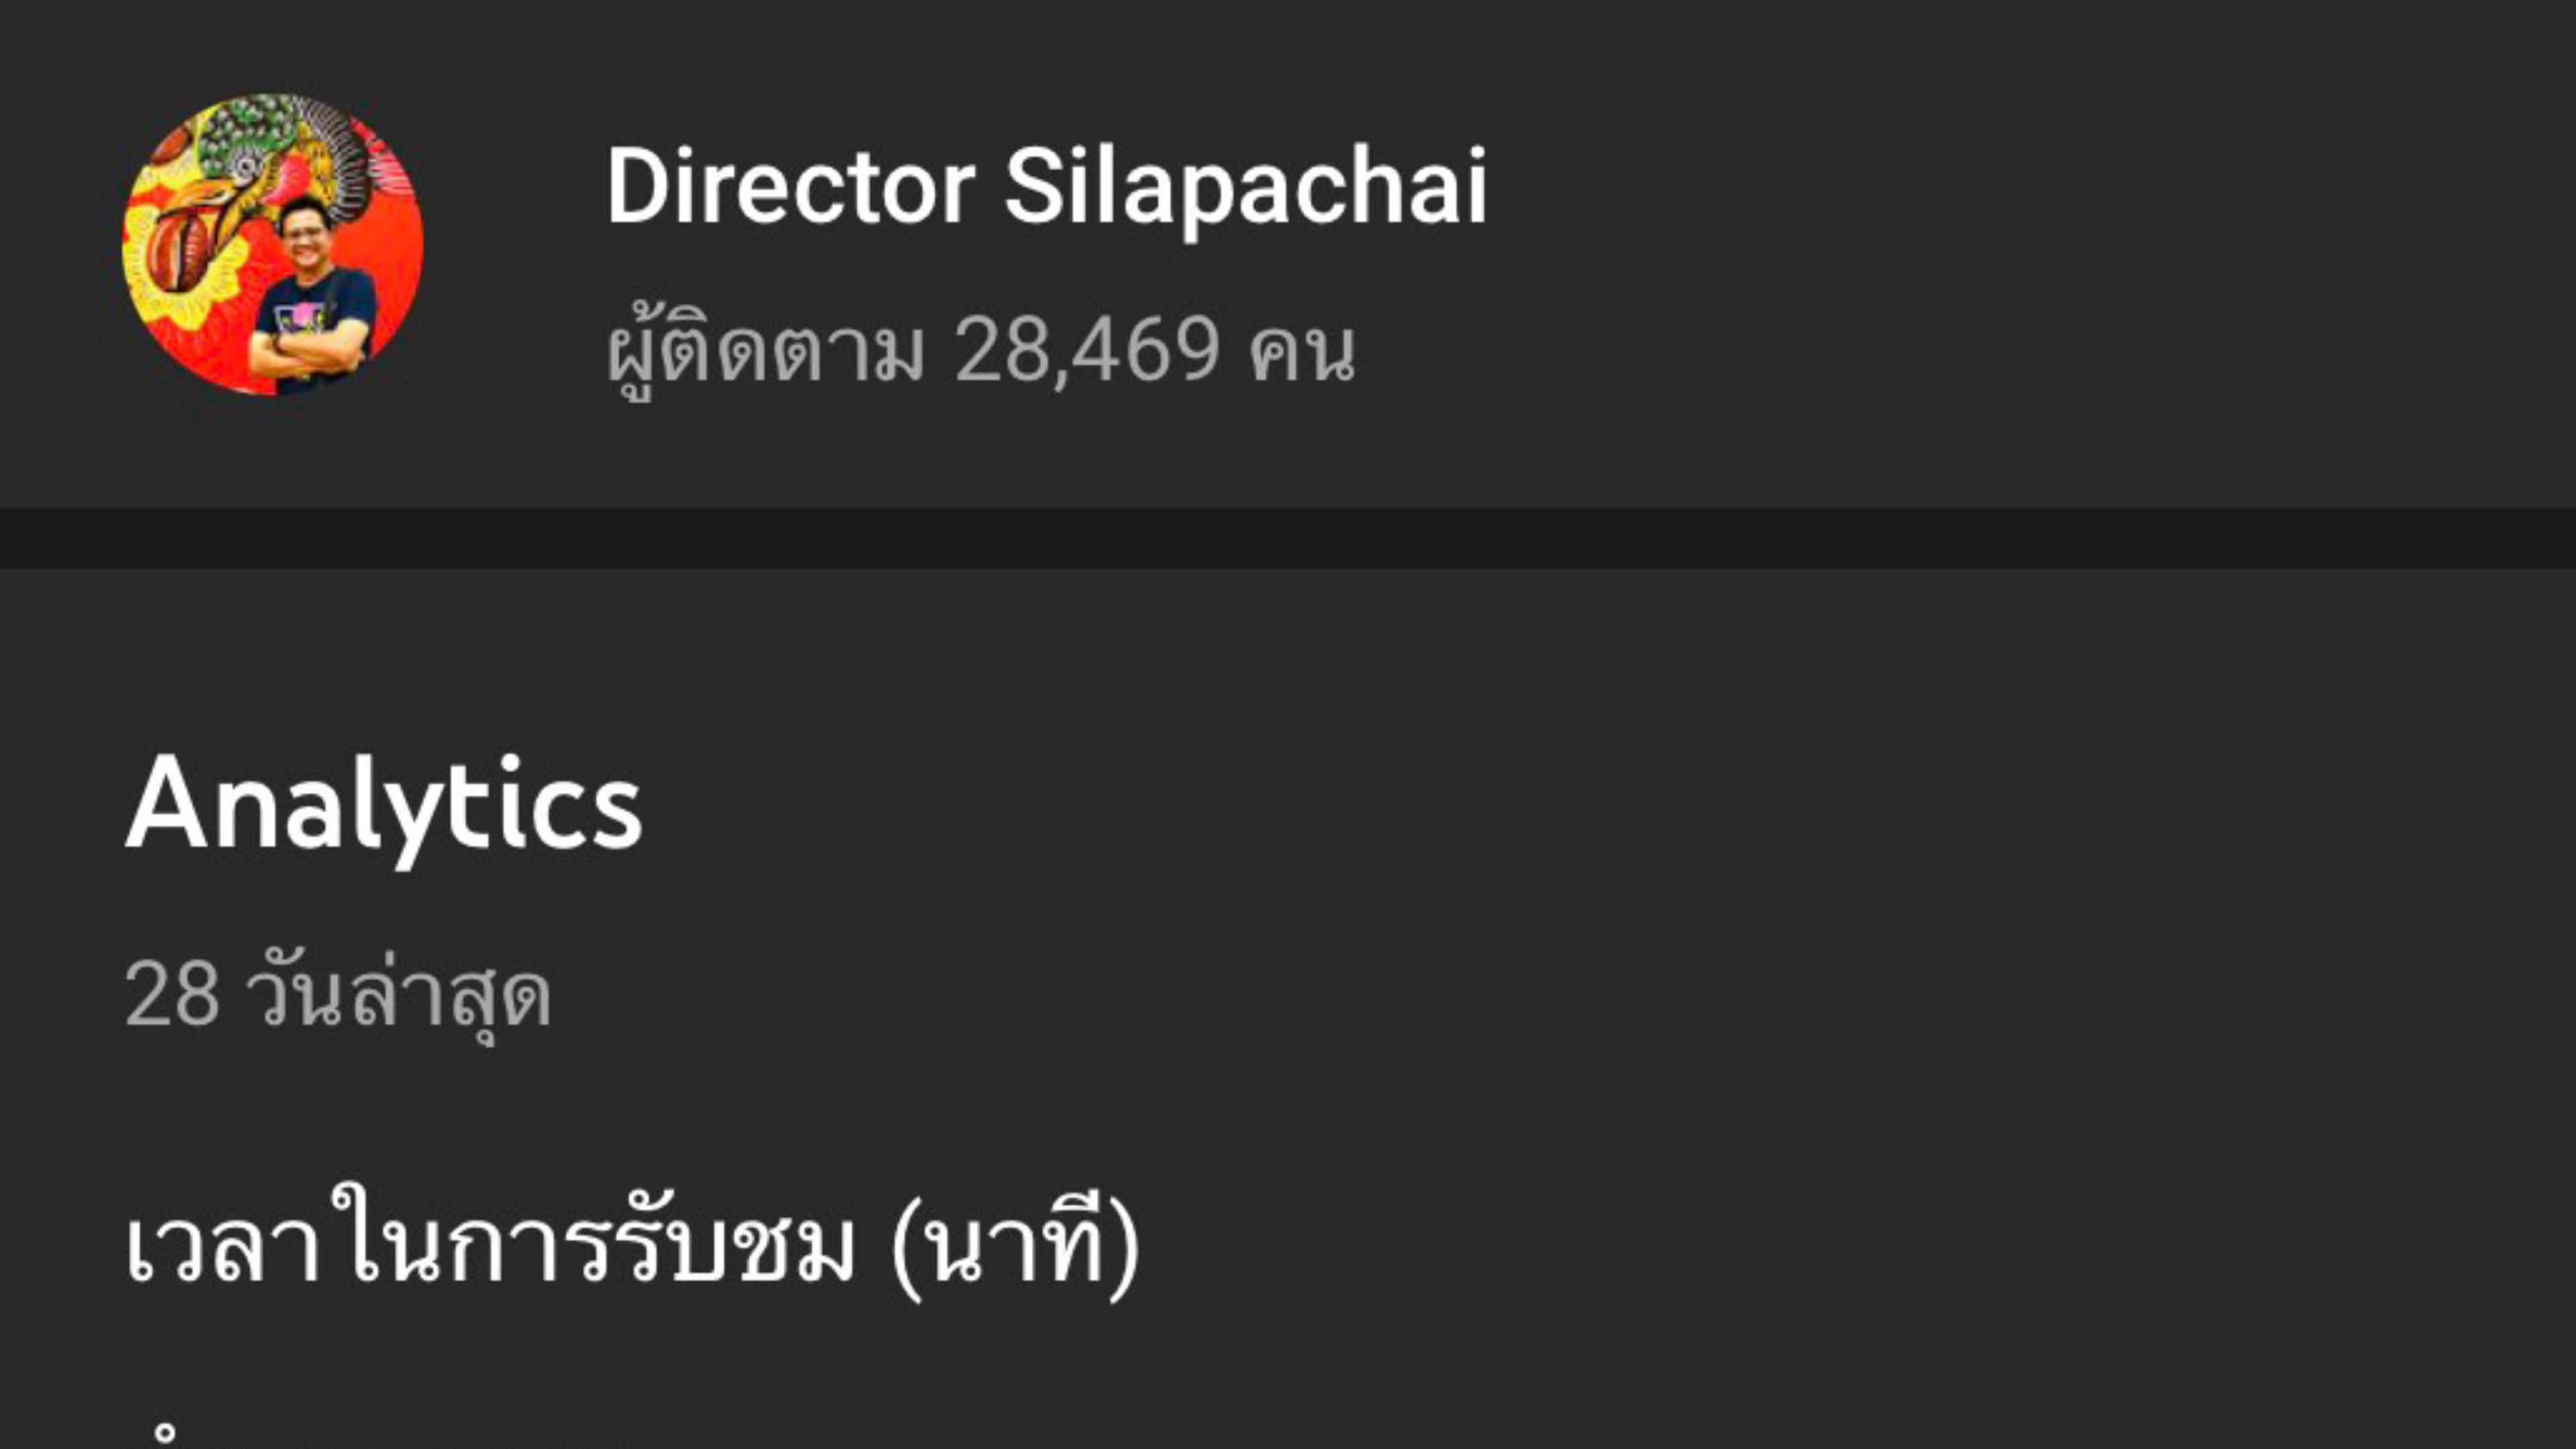 Director Silapachai
ผู้ติดตาม 28,469 คน
Analytics
28 วันล่าสุด
เวลาในการรับชม (นาที)